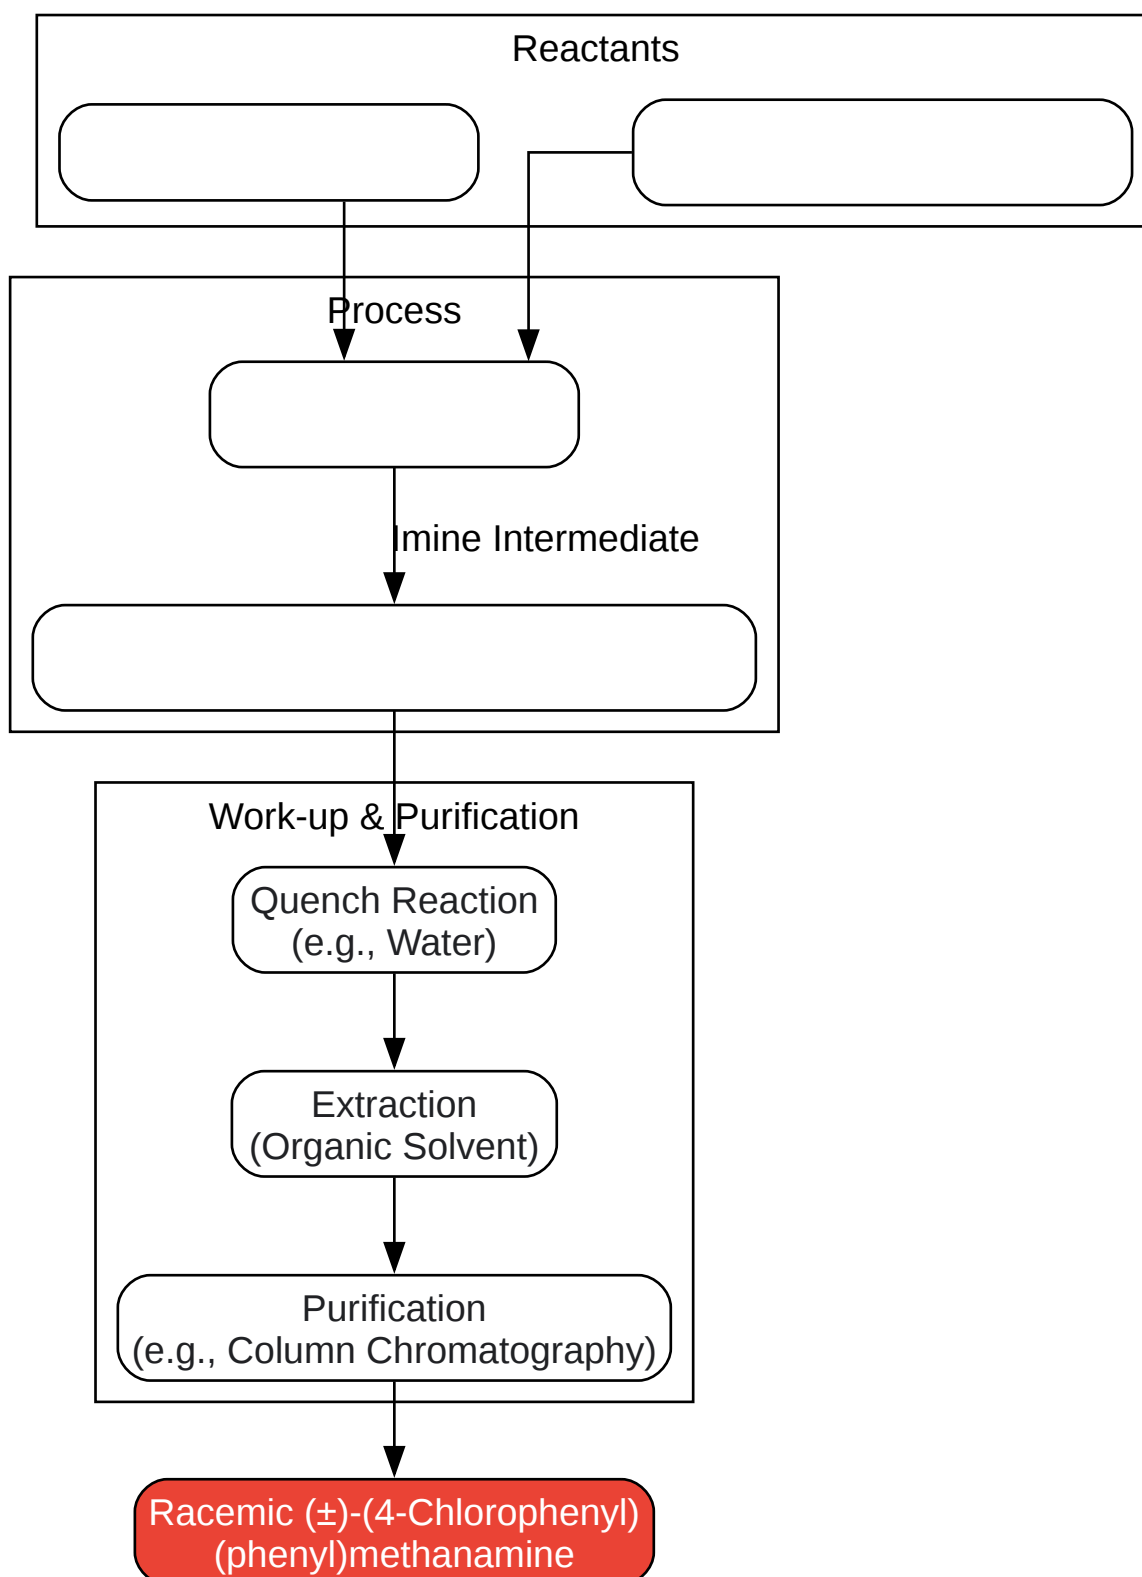 Reactants
Process
Imine Intermediate
Work-up & Purification
Quench Reaction
(e.g., Water)
Extraction
(Organic Solvent)
Purification
(e.g., Column Chromatography)
Racemic (±)-(4-Chlorophenyl)
(phenyl)methanamine